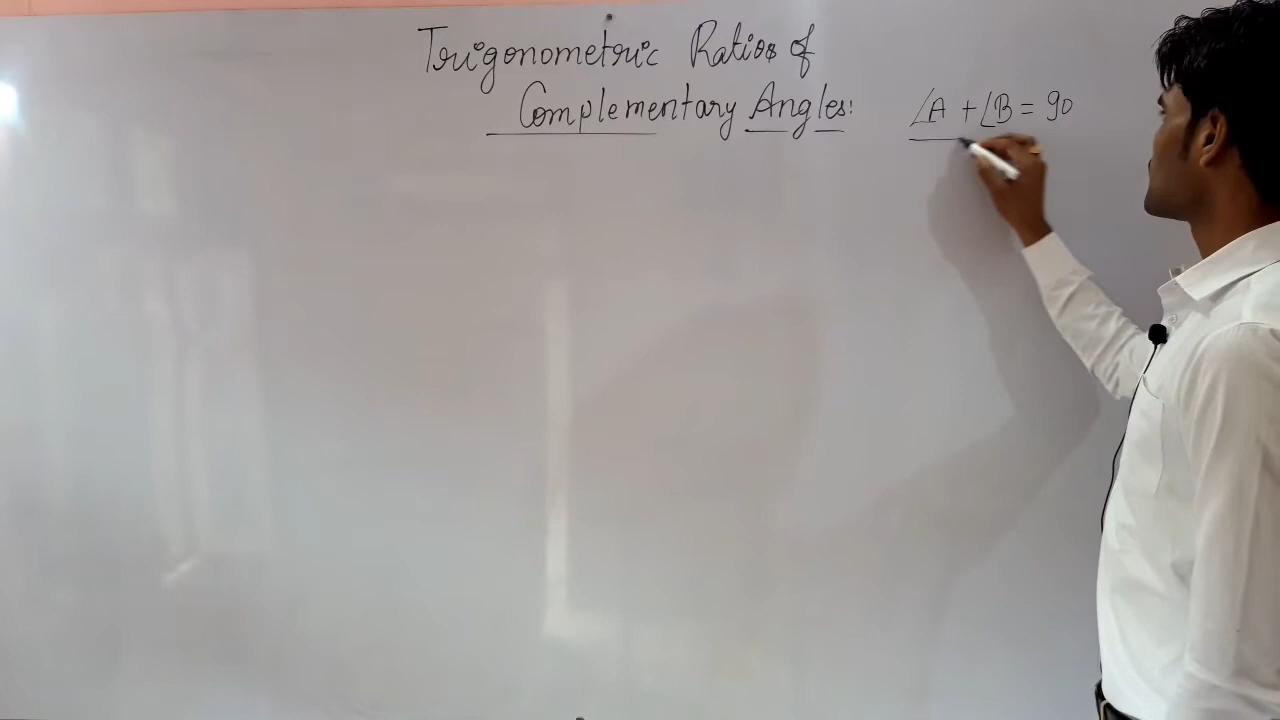 Trigonometric Ratios of
Complementary Angles:
∠A + ∠B = 90